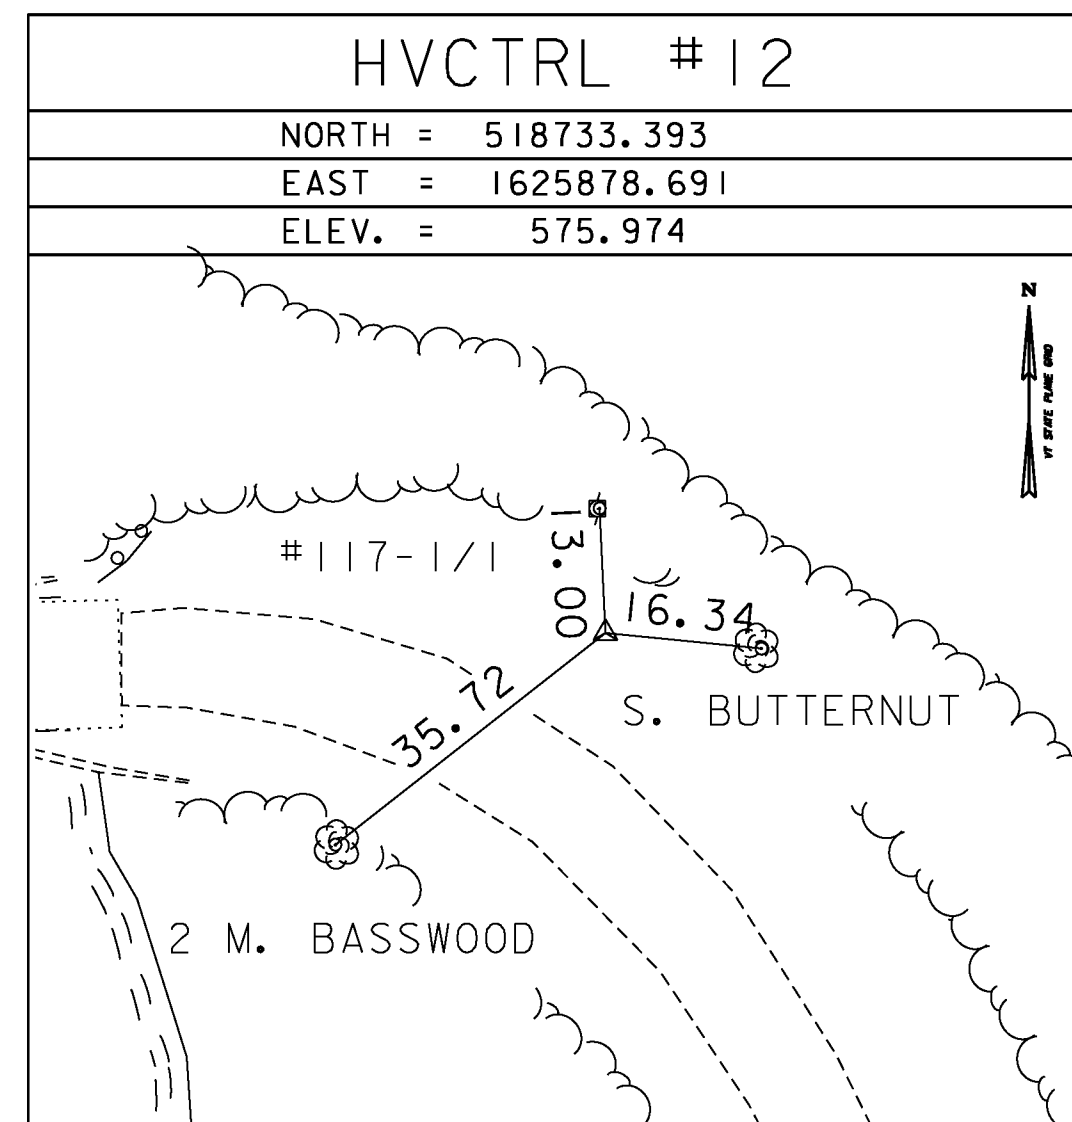 HVCTRL #12
NORTH = 518733.393
EAST = 1625878.691
ELEV. = 575.974
N
VT STATE PLANE GRID
13.00
#117-1/1
16.34
35.72
S. BUTTERNUT
2 M. BASSWOOD